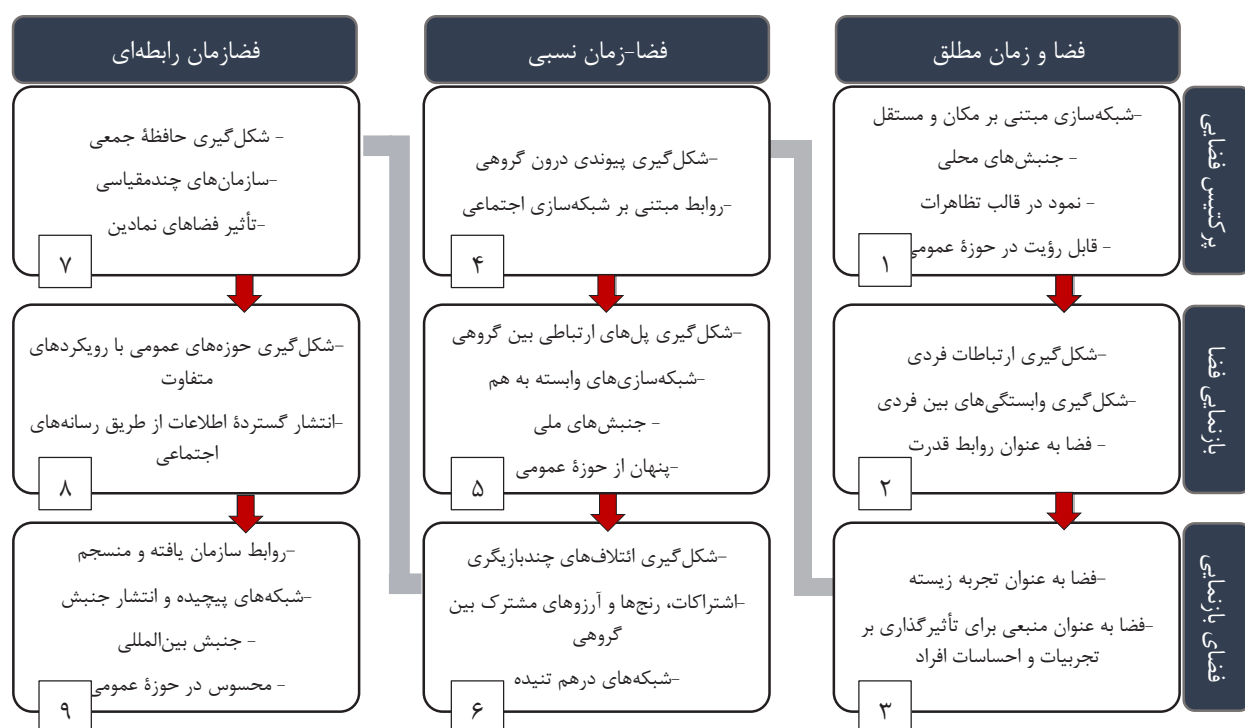 فضا و زمان مطلق
فضا-زمان نسبی
فضازمان رابطه‌ای
پرکتیس فضایی
-شبکه‌سازی مبتنی بر مکان و مستقل
- جنبش‌های محلی
- نمود در قالب تظاهرات
- قابل رؤیت در حوزۀ عمومی
۱
-شکل‌گیری پیوندی درون گروهی
-روابط مبتنی بر شبکه‌سازی اجتماعی
۴
- شکل‌گیری حافظۀ جمعی
-سازمان‌های چندمقیاسی
-تأثیر فضاهای نمادین
۷
بازنمایی فضا
-شکل‌گیری ارتباطات فردی
-شکل‌گیری وابستگی‌های بین فردی
- فضا به عنوان روابط قدرت
۲
-شکل‌گیری پل‌های ارتباطی بین گروهی
-شبکه‌سازی‌های وابسته به هم
- جنبش‌های ملی
-پنهان از حوزۀ عمومی
۵
-شکل‌گیری حوزه‌های عمومی با رویکردهای
متفاوت
-انتشار گستردۀ اطلاعات از طریق رسانه‌های
اجتماعی
۸
فضای بازنمایی
-فضا به عنوان تجربه زیسته
-فضا به عنوان منبعی برای تأثیرگذاری بر
تجربیات و احساسات افراد
۳
-شکل‌گیری ائتلاف‌های چندبازیگری
-اشتراکات، رنج‌ها و آرزوهای مشترک بین
گروهی
-شبکه‌های درهم تنیده
۶
-روابط سازمان یافته و منسجم
-شبکه‌های پیچیده و انتشار جنبش
- جنبش بین‌المللی
- محسوس در حوزۀ عمومی
۹